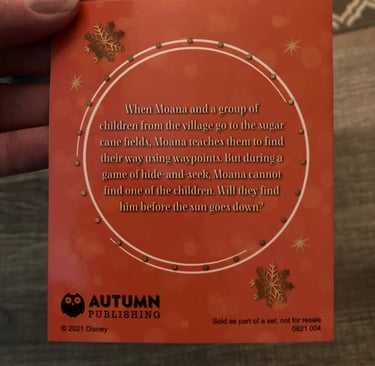 When Moana and a group of
children from the village go to the sugar
cane fields, Moana teaches them to find
their way using waypoints. But during a
game of hide-and-seek, Moana cannot
find one of the children. Will they find
him before the sun goes down?
AUTUMN
PUBLISHING
© 2021 Disney
Sold as part of a set, not for resale
0821 004